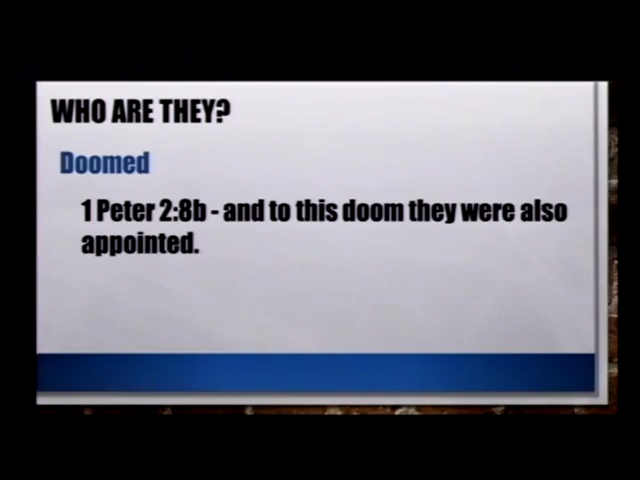 WHO ARE THEY?
Doomed
1 Peter 2:8b - and to this doom they were also
appointed.